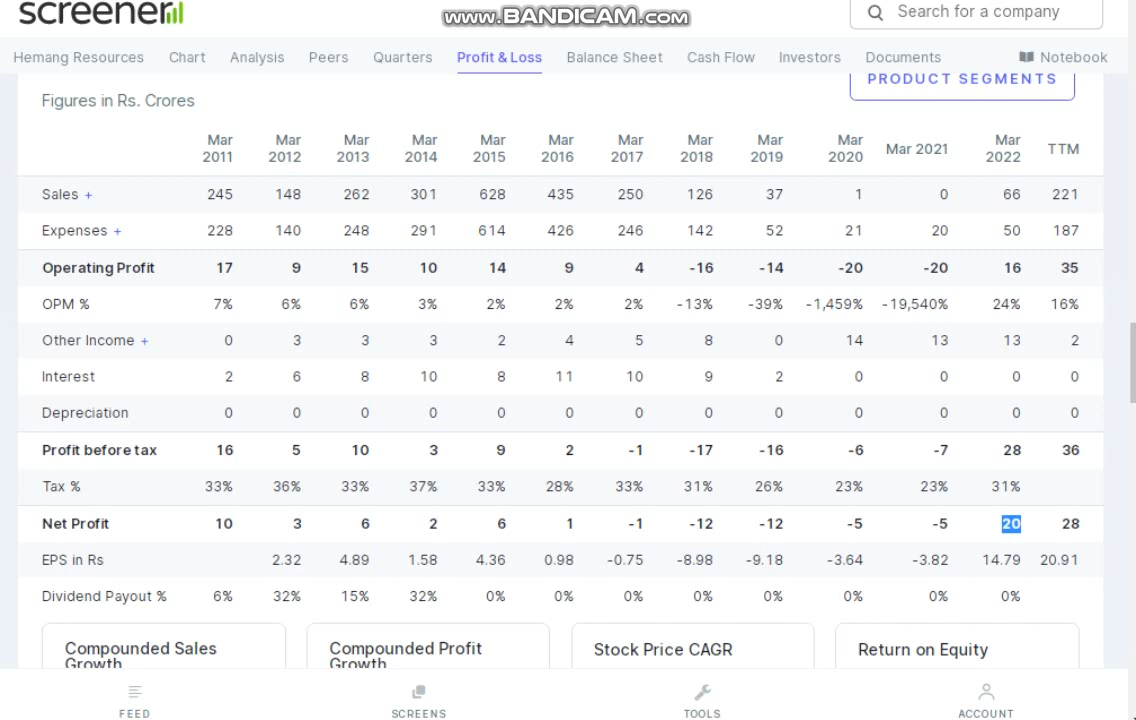 screener
www.BANDICAM.com
Search for a company
Hemang Resources Chart Analysis Peers Quarters Profit & Loss Balance Sheet Cash Flow Investors Documents Notebook
PRODUCT SEGMENTS
Figures in Rs. Crores
Mar 2011 Mar 2012 Mar 2013 Mar 2014 Mar 2015 Mar 2016 Mar 2017 Mar 2018 Mar 2019 Mar 2020 Mar 2021 Mar 2022 TTM
Sales + 245 148 262 301 628 435 250 126 37 1 0 66 221
Expenses + 228 140 248 291 614 426 246 142 52 21 20 50 187
Operating Profit 17 9 15 10 14 9 4 -16 -14 -20 -20 16 35
OPM % 7% 6% 6% 3% 2% 2% 2% -13% -39% -1,459% -19,540% 24% 16%
Other Income + 0 3 3 3 2 4 5 8 0 14 13 13 2
Interest 2 6 8 10 8 11 10 9 2 0 0 0 0
Depreciation 0 0 0 0 0 0 0 0 0 0 0 0 0
Profit before tax 16 5 10 3 9 2 -1 -17 -16 -6 -7 28 36
Tax % 33% 36% 33% 37% 33% 28% 33% 31% 26% 23% 23% 31%
Net Profit 10 3 6 2 6 1 -1 -12 -12 -5 -5 20 28
EPS in Rs 2.32 4.89 1.58 4.36 0.98 -0.75 -8.98 -9.18 -3.64 -3.82 14.79 20.91
Dividend Payout % 6% 32% 15% 32% 0% 0% 0% 0% 0% 0% 0% 0%
Compounded Sales Growth
Compounded Profit Growth
Stock Price CAGR
Return on Equity
FEED SCREENS TOOLS ACCOUNT